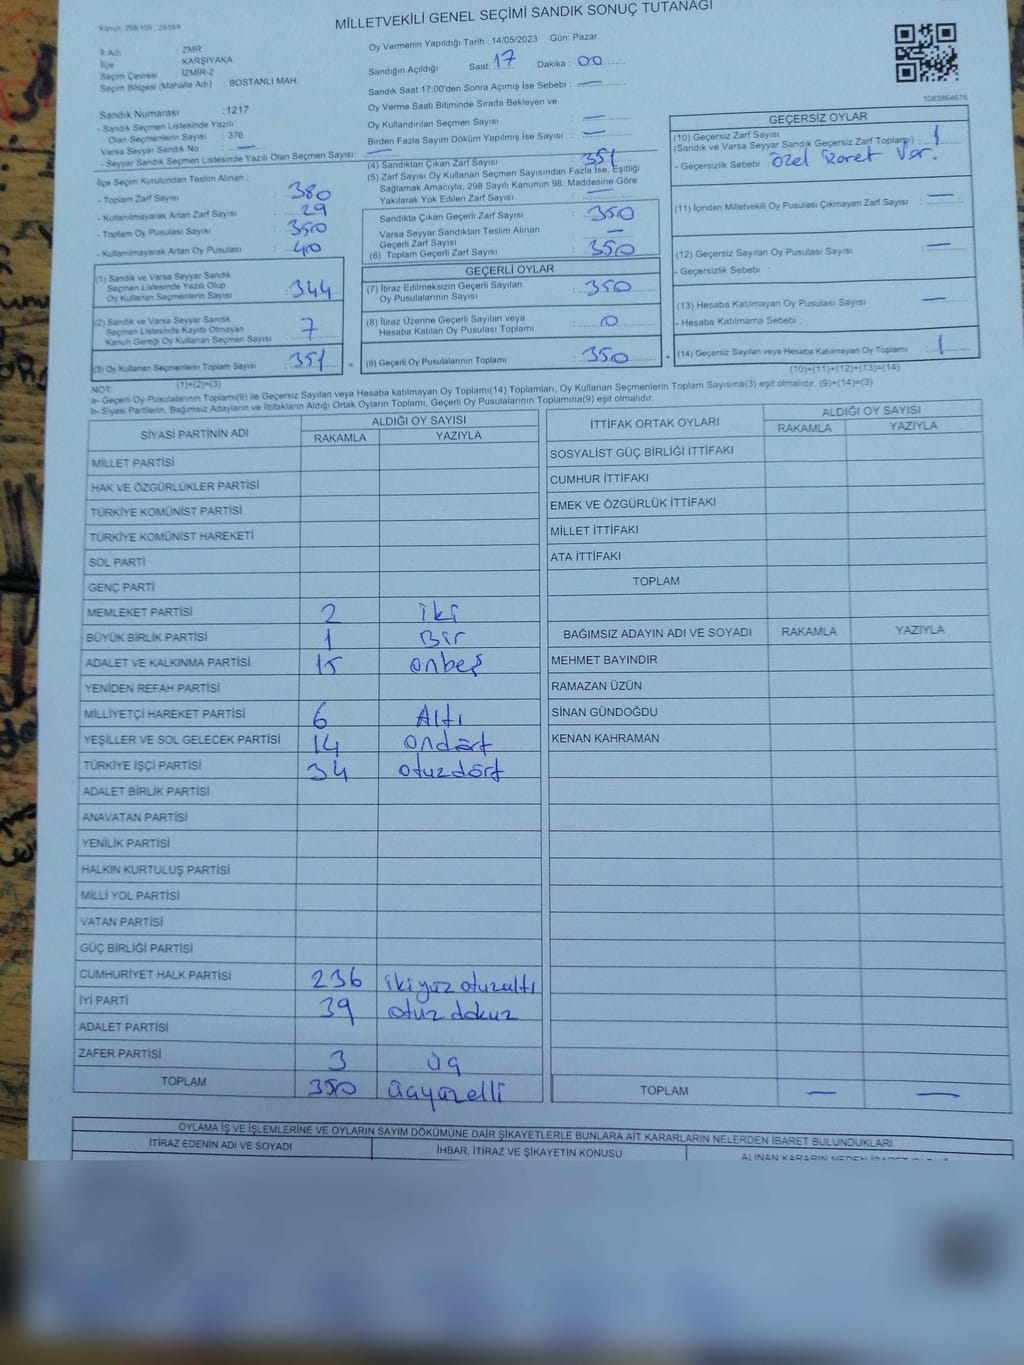 MİLLETVEKİLİ GENEL SEÇİMİ SANDIK SONUÇ TUTANAĞI
İl Adı : ZMR
İlçe : KARŞIYAKA
Seçim Çevresi : İZMİR-2
Seçim Bölgesi (Mahalle Adı) : BOSTANLI MAH.
Sandık Numarası :1217
- Sandık Seçmen Listesinde Yazılı
Olan Seçmenlerin Sayısı : 376
Varsa Seyyar Sandık No : —
- Seyyar Sandık Seçmen Listesinde Yazılı Olan Seçmen Sayısı: —
Oy Vermenin Yapıldığı Tarih : 14/05/2023 Gün: Pazar
Sandığın Açıldığı Saat: 17 Dakika : 00
Sandık Saat 17:00'den Sonra Açılmış İse Sebebi : —
Oy Verme Saati Bitiminde Sırada Bekleyen ve
Oy Kullandırılan Seçmen Sayısı : —
Birden Fazla Sayım Döküm Yapılmış İse Sayısı : —
1083864676
İlçe Seçim Kurulundan Teslim Alınan ;
- Toplam Zarf Sayısı : 380
- Kullanılmayarak Artan Zarf Sayısı : 29
- Toplam Oy Pusulası Sayısı : 350
- Kullanılmayarak Artan Oy Pusulası : 40
(1) Sandık ve Varsa Seyyar Sandık
Seçmen Listesinde Yazılı Olup
Oy Kullanan Seçmenlerin Sayısı : 344
(2) Sandık ve Varsa Seyyar Sandık
Seçmen Listesinde Kayıtlı Olmayan
Kanun Gereği Oy Kullanan Seçmen Sayısı : 7
(3) Oy Kullanan Seçmenlerin Toplam Sayısı : 351
(1)+(2)=(3)
(4) Sandıktan Çıkan Zarf Sayısı : 351
(5) Zarf Sayısı Oy Kullanan Seçmen Sayısından Fazla İse, Eşitliği
Sağlamak Amacıyla, 298 Sayılı Kanunun 98. Maddesine Göre
Yakılarak Yok Edilen Zarf Sayısı : —
Sandıkta Çıkan Geçerli Zarf Sayısı : 350
Varsa Seyyar Sandıktan Teslim Alınan
Geçerli Zarf Sayısı : —
(6) Toplam Geçerli Zarf Sayısı : 350
GEÇERLİ OYLAR
(7) İtiraz Edilmeksizin Geçerli Sayılan
Oy Pusulalarının Sayısı : 350
(8) İtiraz Üzerine Geçerli Sayılan veya
Hesaba Katılan Oy Pusulası Toplamı : 0
(9) Geçerli Oy Pusulalarının Toplamı : 350
GEÇERSİZ OYLAR
(10) Geçersiz Zarf Sayısı
(Sandık ve Varsa Seyyar Sandık Geçersiz Zarf Toplamı) : 1
- Geçersizlik Sebebi : özel işaret Var.
(11) İçinden Milletvekili Oy Pusulası Çıkmayan Zarf Sayısı : —
(12) Geçersiz Sayılan Oy Pusulası Sayısı : —
- Geçersizlik Sebebi :
(13) Hesaba Katılmayan Oy Pusulası Sayısı : —
- Hesaba Katılmama Sebebi :
(14) Geçersiz Sayılan veya Hesaba Katılmayan Oy Toplamı : 1
(10)+(11)+(12)+(13)=(14)
NOT:
a- Geçerli Oy Pusulalarının Toplamı(9) ile Geçersiz Sayılan veya Hesaba katılmayan Oy Toplamı(14) Toplamları, Oy Kullanan Seçmenlerin Toplam Sayısına(3) eşit olmalıdır. (9)+(14)=(3)
b- Siyasi Partilerin, Bağımsız Adayların ve İttifakların Aldığı Ortak Oyların Toplamı, Geçerli Oy Pusulalarının Toplamına(9) eşit olmalıdır.
SİYASİ PARTİNİN ADI ALDIĞI OY SAYISI
RAKAMLA YAZIYLA
MİLLET PARTİSİ
HAK VE ÖZGÜRLÜKLER PARTİSİ
TÜRKİYE KOMÜNİST PARTİSİ
TÜRKİYE KOMÜNİST HAREKETİ
SOL PARTİ
GENÇ PARTİ
MEMLEKET PARTİSİ 2 iki
BÜYÜK BİRLİK PARTİSİ 1 Bir
ADALET VE KALKINMA PARTİSİ 15 onbeş
YENİDEN REFAH PARTİSİ
MİLLİYETÇİ HAREKET PARTİSİ 6 Altı
YEŞİLLER VE SOL GELECEK PARTİSİ 14 ondört
TÜRKİYE İŞÇİ PARTİSİ 34 otuzdört
ADALET BİRLİK PARTİSİ
ANAVATAN PARTİSİ
YENİLİK PARTİSİ
HALKIN KURTULUŞ PARTİSİ
MİLLİ YOL PARTİSİ
VATAN PARTİSİ
GÜÇ BİRLİĞİ PARTİSİ
CUMHURİYET HALK PARTİSİ 236 ikiyüz otuzaltı
İYİ PARTİ 39 otuz dokuz
ADALET PARTİSİ
ZAFER PARTİSİ 3 üç
TOPLAM 350 üçyüzelli
İTTİFAK ORTAK OYLARI ALDIĞI OY SAYISI
RAKAMLA YAZIYLA
SOSYALİST GÜÇ BİRLİĞİ İTTİFAKI
CUMHUR İTTİFAKI
EMEK VE ÖZGÜRLÜK İTTİFAKI
MİLLET İTTİFAKI
ATA İTTİFAKI
TOPLAM
BAĞIMSIZ ADAYIN ADI VE SOYADI RAKAMLA YAZIYLA
MEHMET BAYINDIR
RAMAZAN ÜZÜN
SİNAN GÜNDOĞDU
KENAN KAHRAMAN
TOPLAM — —
OYLAMA İŞ VE İŞLEMLERİNE VE OYLARIN SAYIM DÖKÜMÜNE DAİR ŞİKAYETLERLE BUNLARA AİT KARARLARIN NELERDEN İBARET BULUNDUKLARI
İTİRAZ EDENİN ADI VE SOYADI İHBAR, İTİRAZ VE ŞİKAYETİN KONUSU ALINAN KARARIN NEDEN